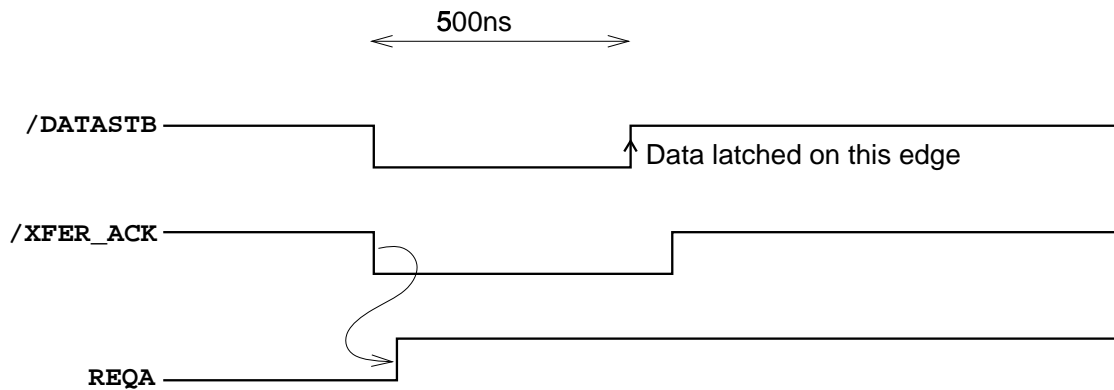 500ns
/DATASTB
Data latched on this edge
/XFER_ACK
REQA